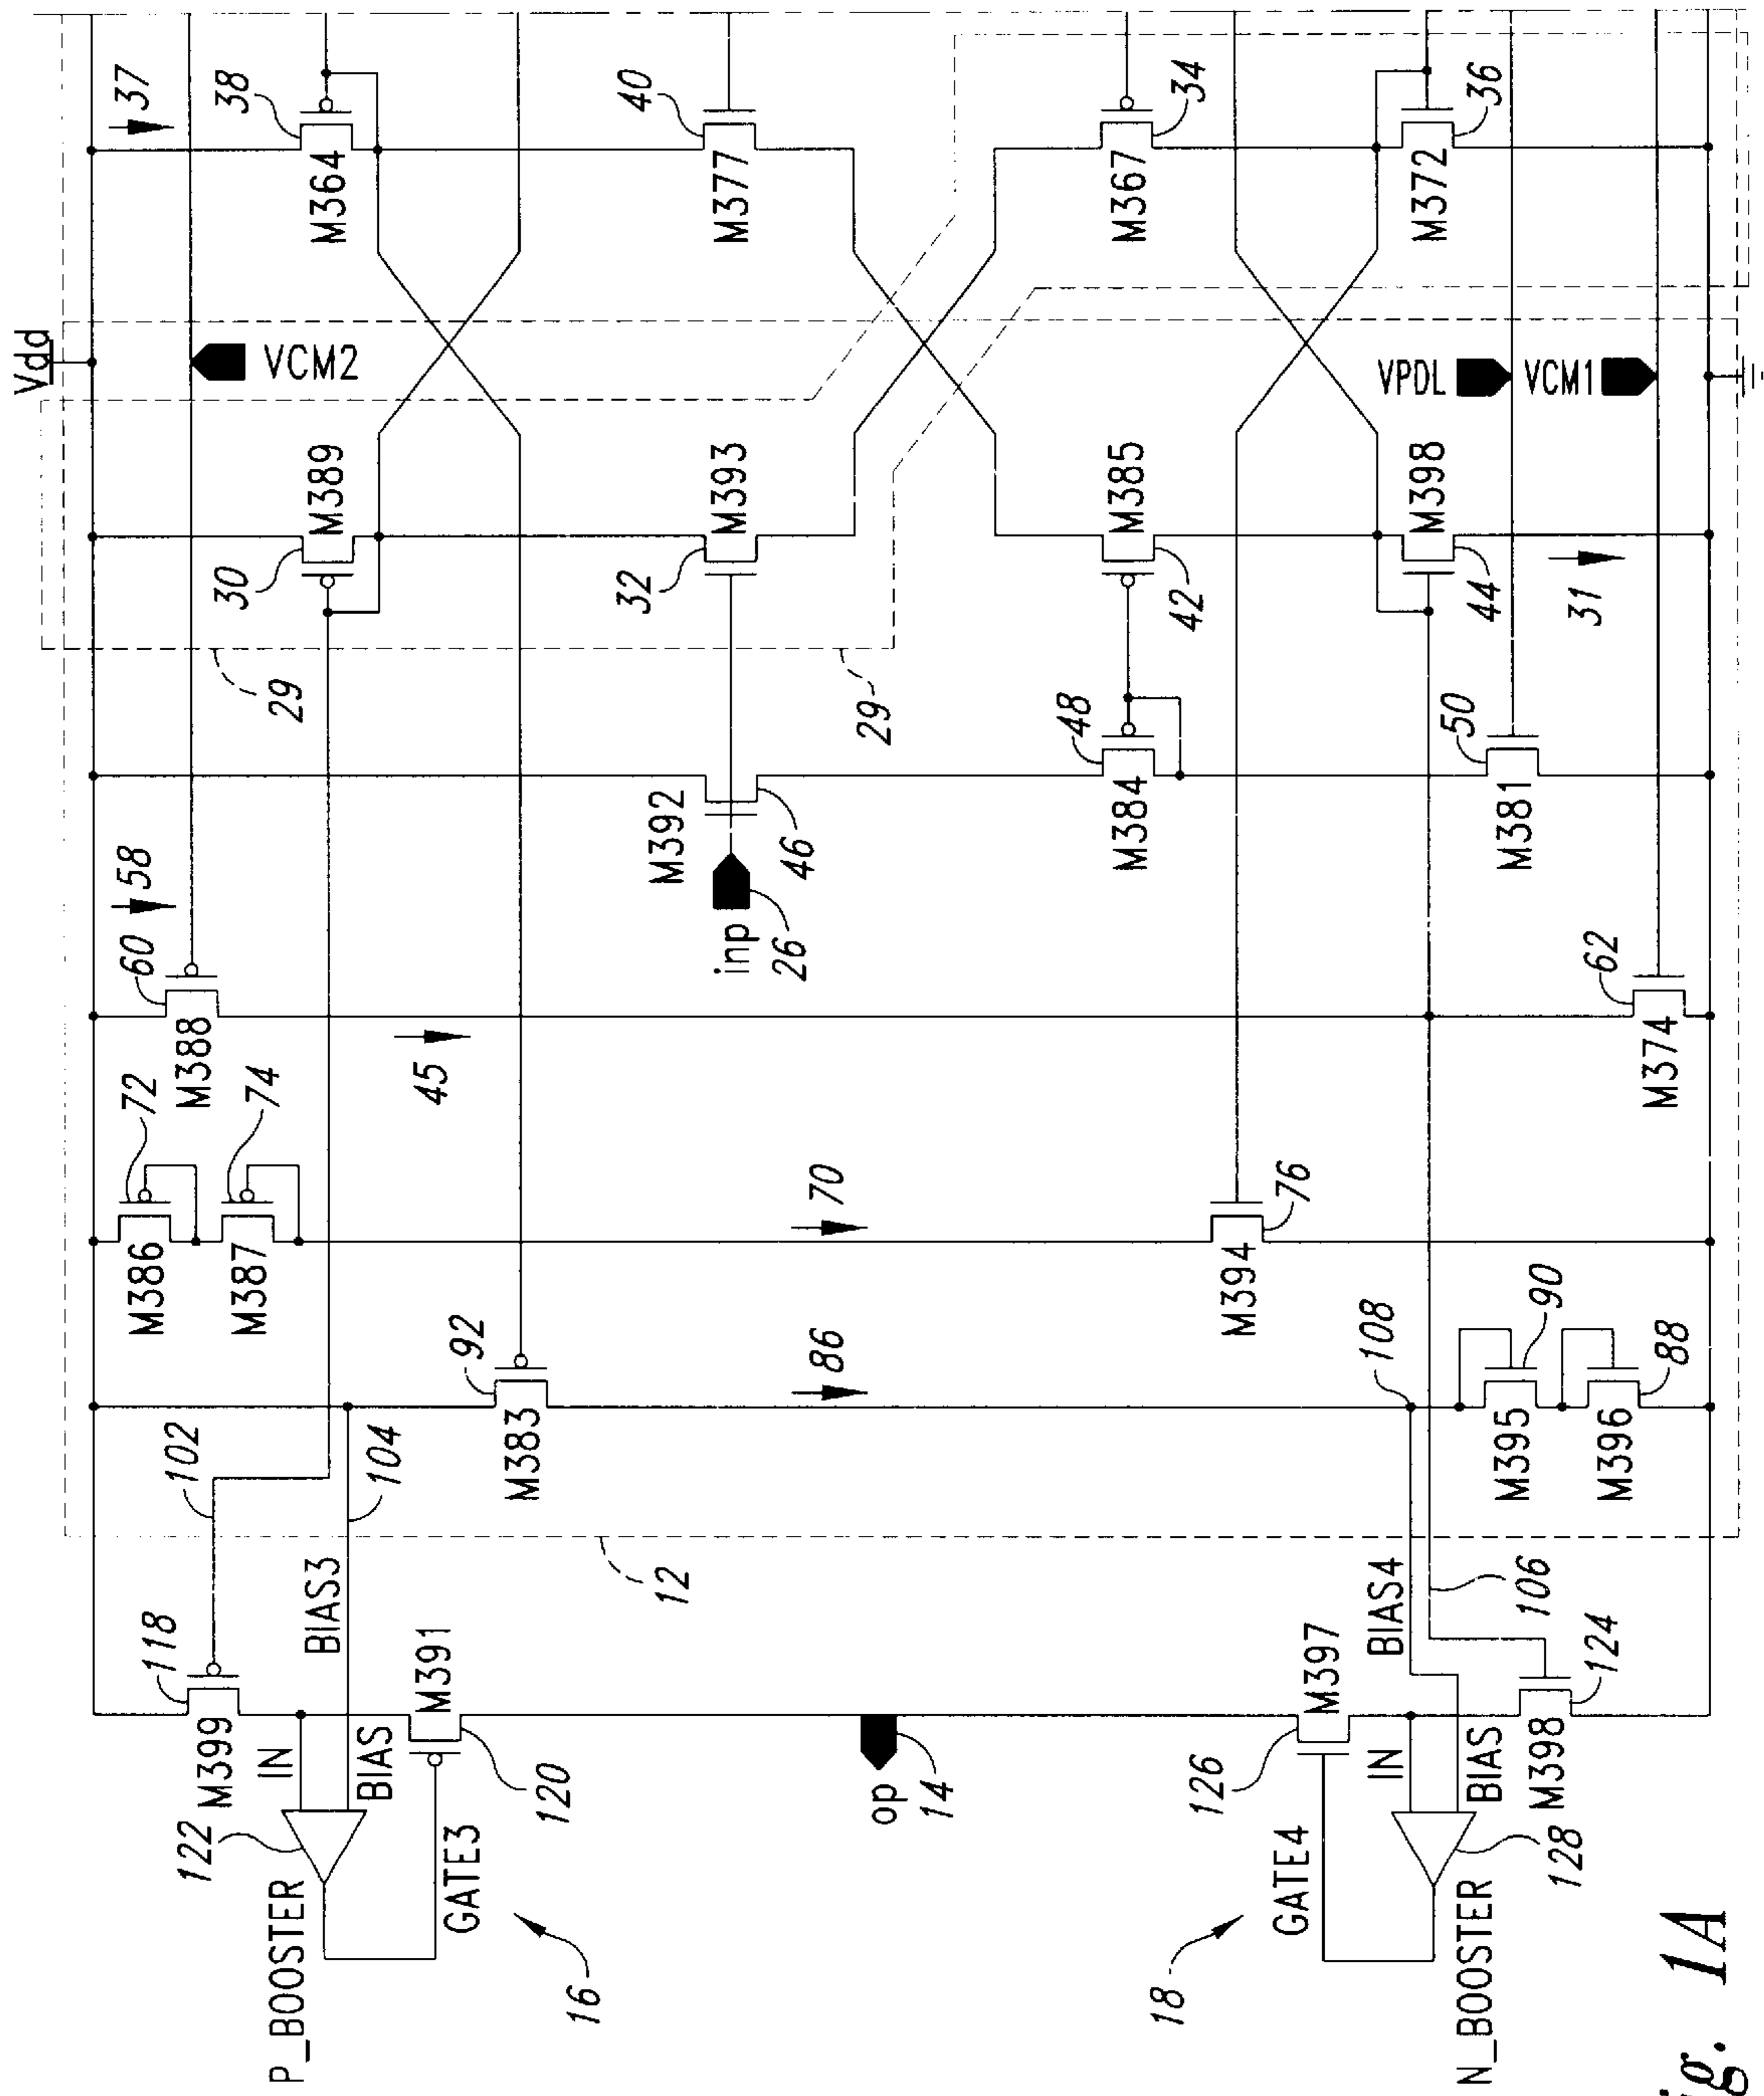 Vdd
37
38
M364
VCM2
40
M377
34
M367
36
M372
VPDL
VCM1
M389
30
M393
32
M385
42
M398
44
31
29
29
48
M384
50
M381
M392
46
inp
26
58
60
M388
45
62
M374
72
74
M386
M387
70
76
M394
92
M383
86
108
90
88
M395
M396
102
104
12
BIAS3
BIAS4
106
118
M399
M391
120
IN
BIAS
122
P_BOOSTER
GATE3
16
op
14
M397
126
IN
BIAS
M398
124
128
GATE4
18
N_BOOSTER
ig. 1A